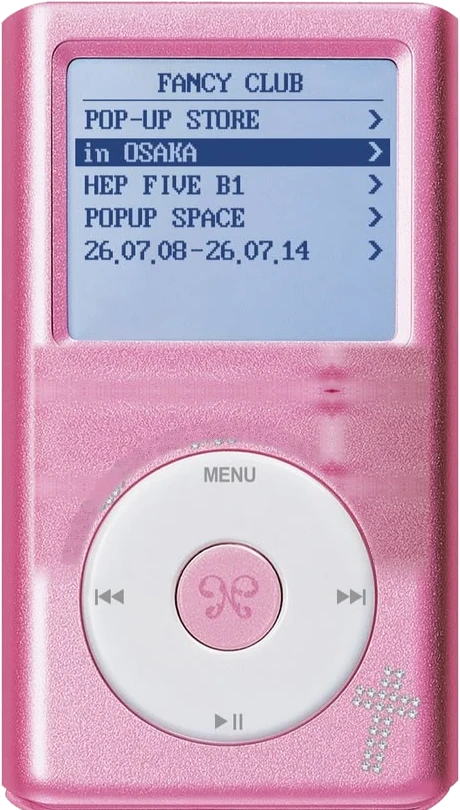 FANCY CLUB
POP-UP STORE
in OSAKA
HEP FIVE B1
POPUP SPACE
26.07.08-26.07.14
MENU